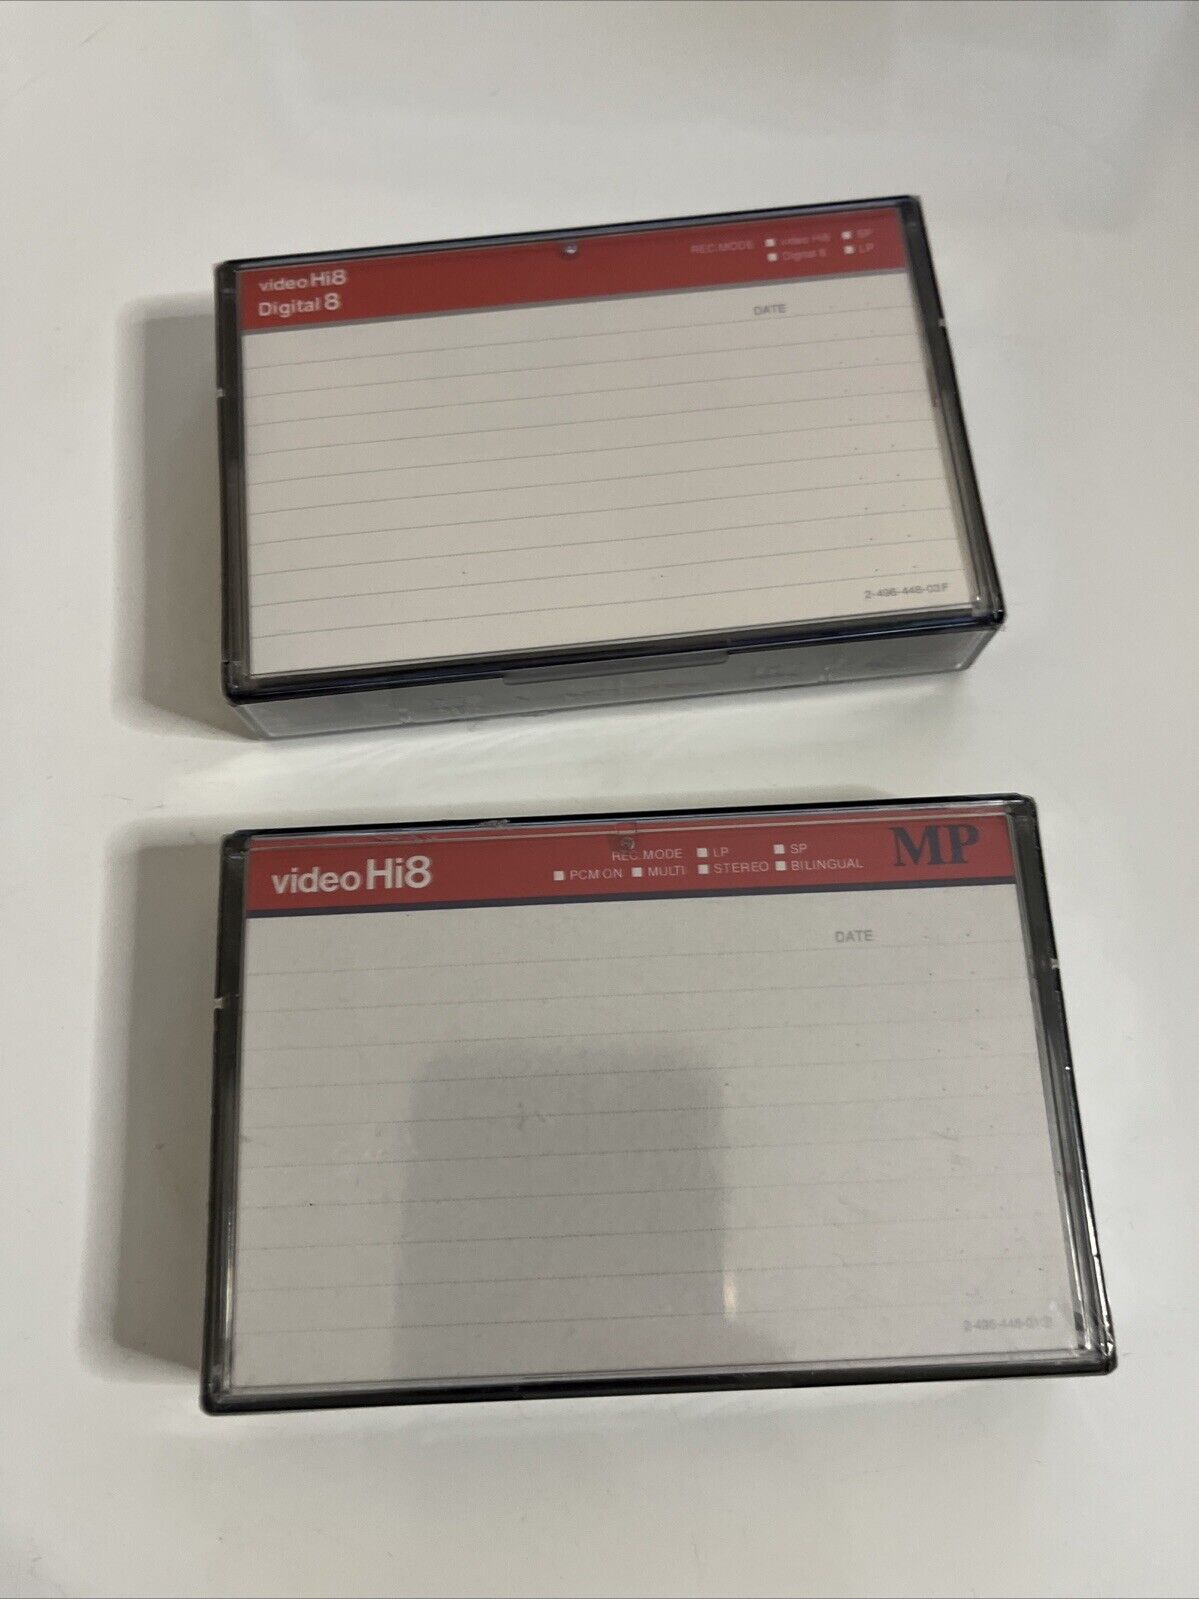 video Hi8
Digital 8
REC.MODE video Hi8 SP
Digital 8 LP
DATE
2-496-448-03F
video Hi8
REC.MODE LP SP
PCM ON MULTI STEREO BILINGUAL
MP
DATE